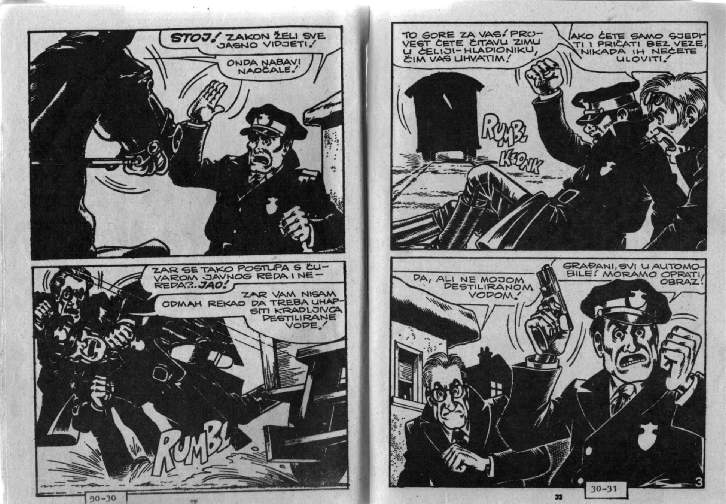 STOJ! ZAKON ŽELI SVE
JASNO VIDJETI!
ONDA NABAVI
NAOČALE!
ZAR SE TAKO POSTUPA S ČU-
VAROM JAVNOG REDA I NE-
REDA?..JAO!
ZAR VAM NISAM
ODMAH REKAO DA TREBA UHAP-
SITI KRADLJIVCA
DESTILIRANE
VODE.
RUMBL
30-30
TO GORE ZA VAS! PRO-
VEST ĆETE ČITAVU ZIMU
U ĆELIJI-HLADIONIKU,
ČIM VAS UHVATIM!
AKO ĆETE SAMO SJEDI-
TI I PRIČATI BEZ VEZE,
NIKADA IH NEĆETE
ULOVITI!
RUMBL
KLONK
DA, ALI NE MOJOM
DESTILIRANOM
VODOM!
GRAĐANI, SVI U AUTOMO-
BILE! MORAMO OPRATI
OBRAZ!
3
30-31